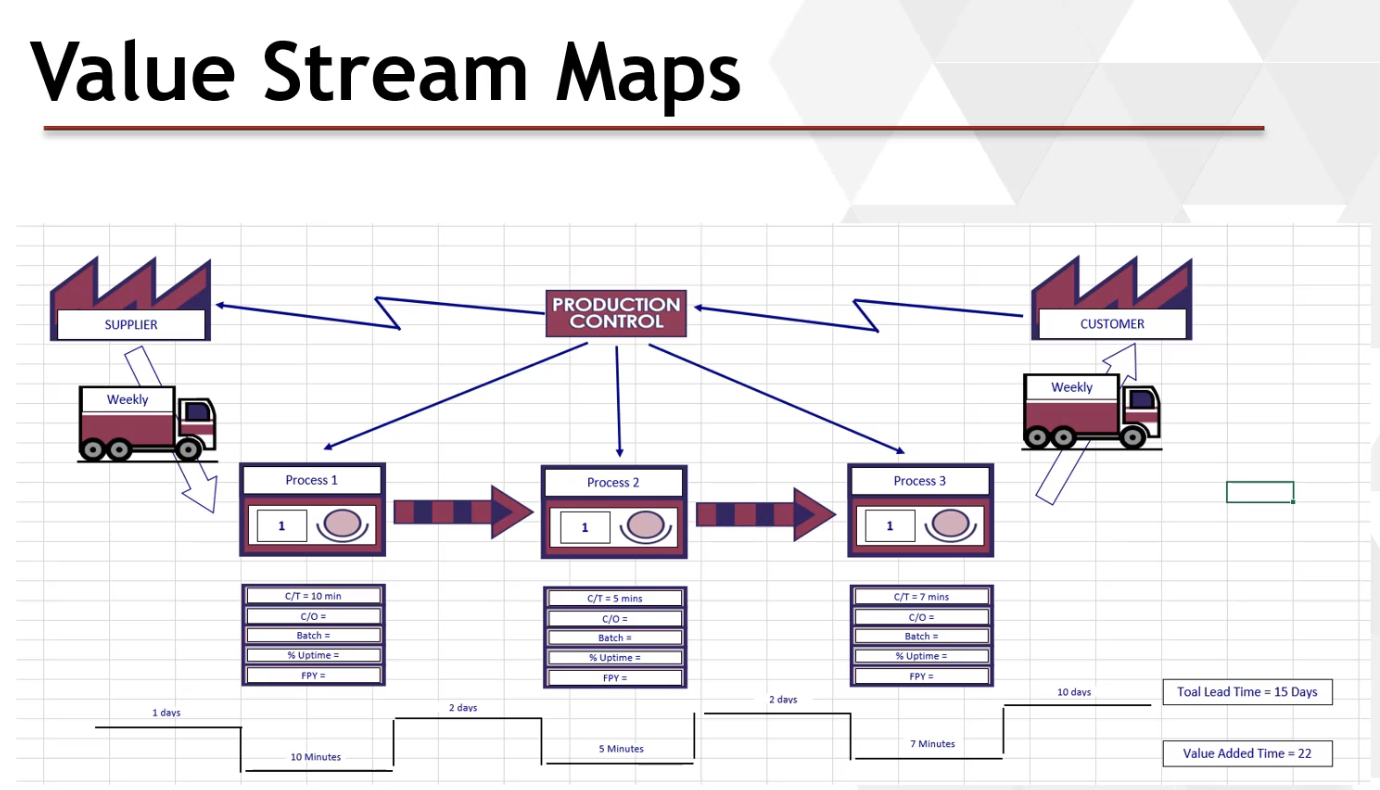 Value Stream Maps
SUPPLIER
PRODUCTION
CONTROL
CUSTOMER
Weekly
Weekly
Process 1
Process 2
Process 3
1
1
1
C/T = 10 min
C/O =
Batch =
% Uptime =
FPY =
C/T = 5 mins
C/O =
Batch =
% Uptime =
FPY =
C/T = 7 mins
C/O =
Batch =
% Uptime =
FPY =
1 days
10 Minutes
2 days
5 Minutes
2 days
7 Minutes
10 days
Toal Lead Time = 15 Days
Value Added Time = 22